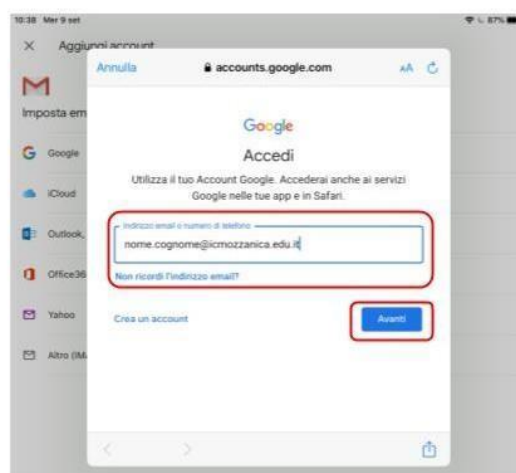 10:38 Mer 9 set
87%
Aggiungi account
Annulla
accounts.google.com
AA
M
Imposta em
Google
Accedi
Utilizza il tuo Account Google. Accederai anche ai servizi
Google nelle tue app e in Safari.
Indirizzo email o numero di telefono
nome.cognome@icmozzanica.edu.it
Non ricordi l'indirizzo email?
Crea un account
Avanti
G Google
iCloud
Outlook,
Office36
Yahoo
Altro (IMA